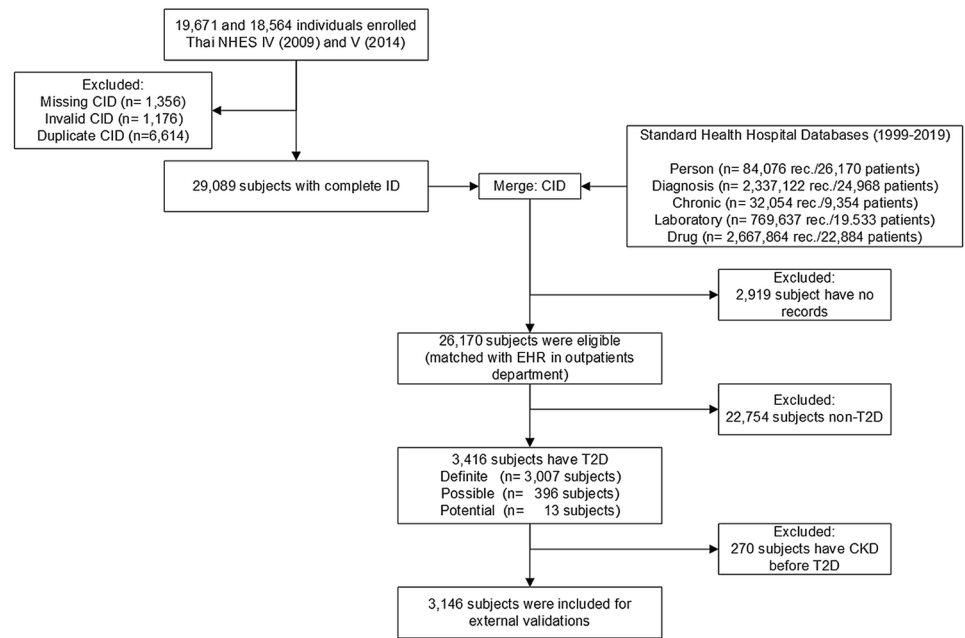 19,671 and 18,564 individuals enrolled
Thai NHES IV (2009) and V (2014)
Excluded:
Missing CID (n= 1,356)
Invalid CID (n= 1,176)
Duplicate CID (n=6,614)
29,089 subjects with complete ID
Merge: CID
Standard Health Hospital Databases (1999-2019)
Person (n= 84,076 rec./26,170 patients)
Diagnosis (n= 2,337,122 rec./24,968 patients)
Chronic (n= 32,054 rec./9,354 patients)
Laboratory (n= 769,637 rec./19.533 patients)
Drug (n= 2,667,864 rec./22,884 patients)
Excluded:
2,919 subject have no
records
26,170 subjects were eligible
(matched with EHR in outpatients
department)
Excluded:
22,754 subjects non-T2D
3,416 subjects have T2D
Definite (n= 3,007 subjects)
Possible (n= 396 subjects)
Potential (n= 13 subjects)
Excluded:
270 subjects have CKD
before T2D
3,146 subjects were included for
external validations